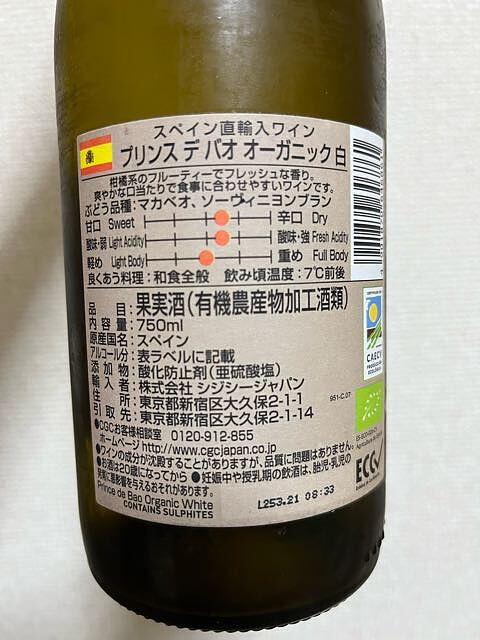 スペイン直輸入ワイン
プリンス デ バオ オーガニック 白
柑橘系のフルーティーでフレッシュな香り。
爽やかな口当たりで食事に合わせやすいワインです。
ぶどう品種：マカベオ、ソーヴィニヨンブラン
甘口 Sweet 辛口 Dry
酸味・弱 Light Acidity 酸味・強 Fresh Acidity
軽め Light Body 重め Full Body
良くあう料理：和食全般 飲み頃温度：7℃前後
品目：果実酒（有機農産物加工酒類）
内容量：750ml
原産国名：スペイン
アルコール分：表ラベルに記載
添加物：酸化防止剤（亜硫酸塩）
輸入者：株式会社 シジシージャパン
住所：東京都新宿区大久保2-1-1
引取先：東京都新宿区大久保2-1-14
●CGCお客様相談室 0120-912-855
ホームページ http://www.cgcjapan.co.jp
●ワインの成分が沈殿することがありますが、品質に問題はありません。
●お酒は20歳になってから ●妊娠中や授乳期の飲酒は、胎児・乳児の
発育に悪影響を与えるおそれがあります。
Prince de Bao Organic White
CONTAINS SULPHITES
L253.21 08:33
951-C.07
CAECV
ECC